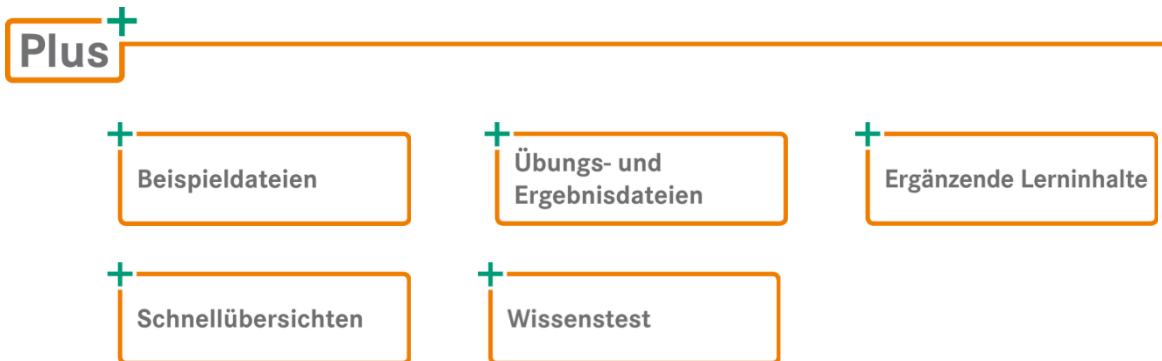 Plus
Beispieldateien
Übungs- und
Ergebnisdateien
Ergänzende Lerninhalte
Schnellübersichten
Wissenstest